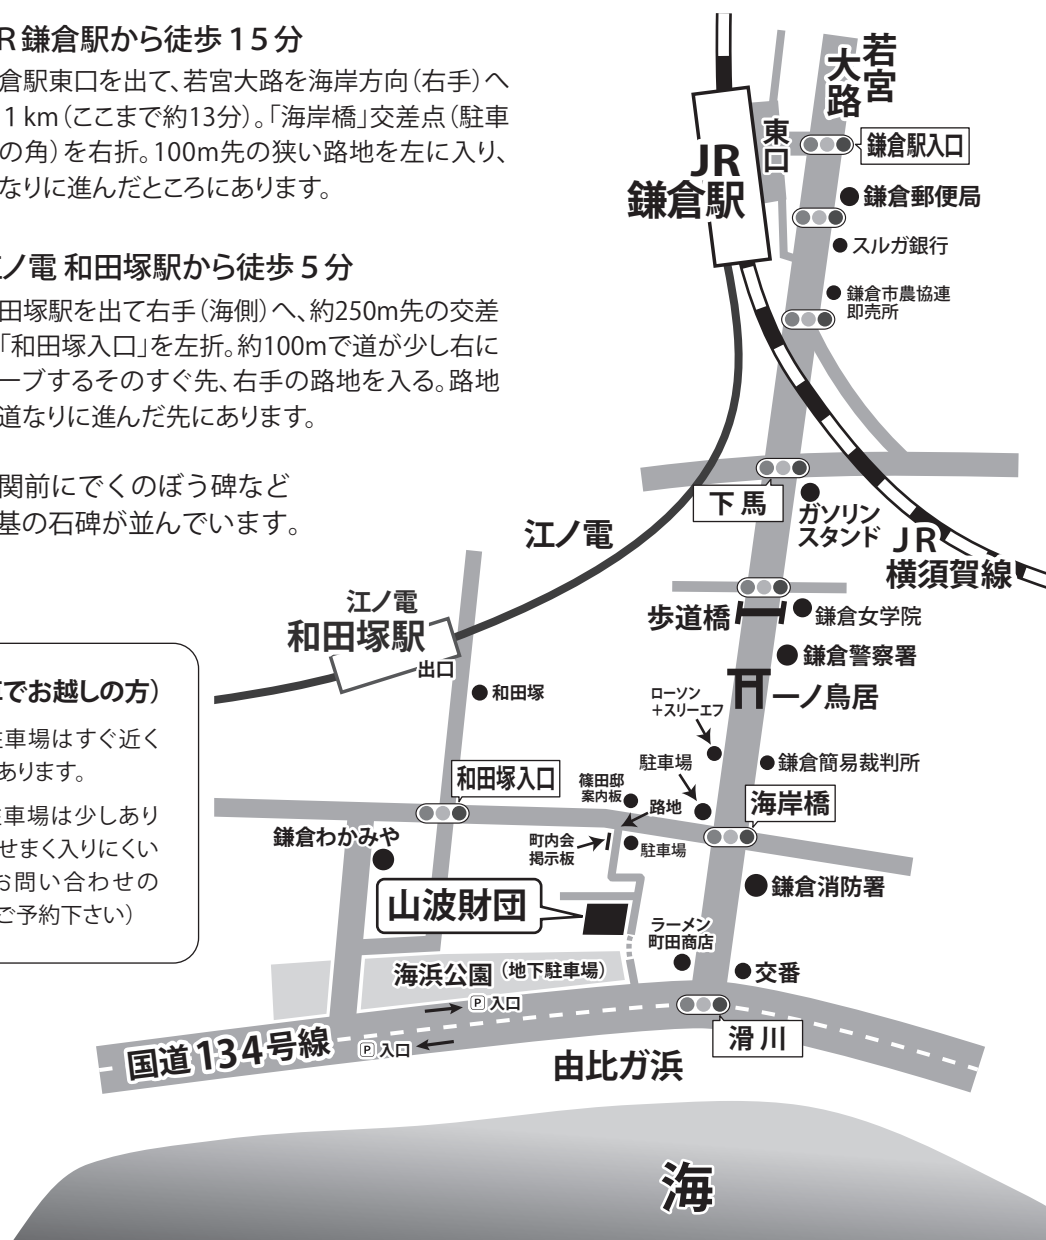 R 鎌倉駅から徒歩 15 分
倉駅東口を出て、若宮大路を海岸方向（右手）へ
1 km（ここまで約13分）。「海岸橋」交差点（駐車
の角）を右折。100m先の狭い路地を左に入り、
なりに進んだところにあります。
ノ電 和田塚駅から徒歩 5 分
田塚駅を出て右手（海側）へ、約250m先の交差
「和田塚入口」を左折。約100mで道が少し右に
ーブするそのすぐ先、右手の路地を入る。路地
道なりに進んだ先にあります。
関前にでくのぼう碑など
基の石碑が並んでいます。
でお越しの方）
車場はすぐ近く
あります。
車場は少しあり
せまく入りにくい
お問い合わせの
ご予約下さい）
若宮
大路
東口
JR
鎌倉駅
鎌倉駅入口
鎌倉郵便局
スルガ銀行
鎌倉市農協連
即売所
下 馬
ガソリン
スタンド
JR
横須賀線
江ノ電
江ノ電
和田塚駅
出口
和田塚
歩道橋
鎌倉女学院
鎌倉警察署
一ノ鳥居
ローソン
＋スリーエフ
鎌倉簡易裁判所
駐車場
和田塚入口
篠田邸
案内板
路地
海岸橋
鎌倉わかみや
町内会
掲示板
駐車場
鎌倉消防署
山波財団
ラーメン
町田商店
海浜公園（地下駐車場）
交番
P 入口
滑 川
国道 134号線
P 入口
由比ガ浜
海